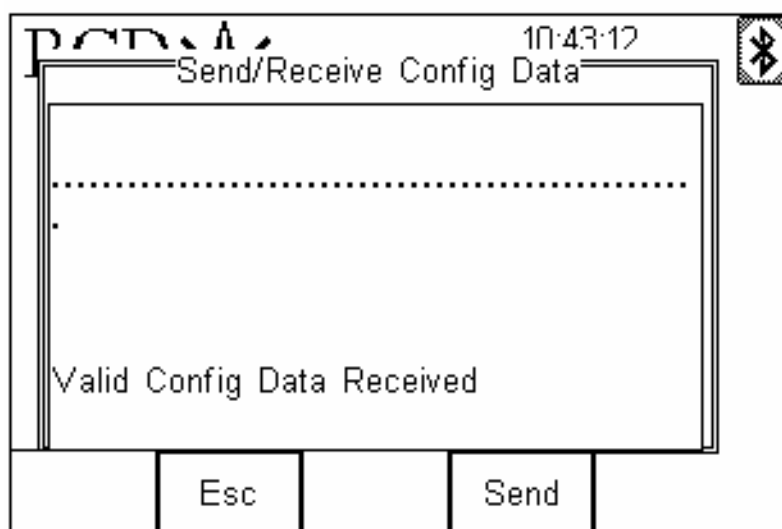 10:43:12
Send/Receive Config Data
................................................
.
Valid Config Data Received
Esc
Send